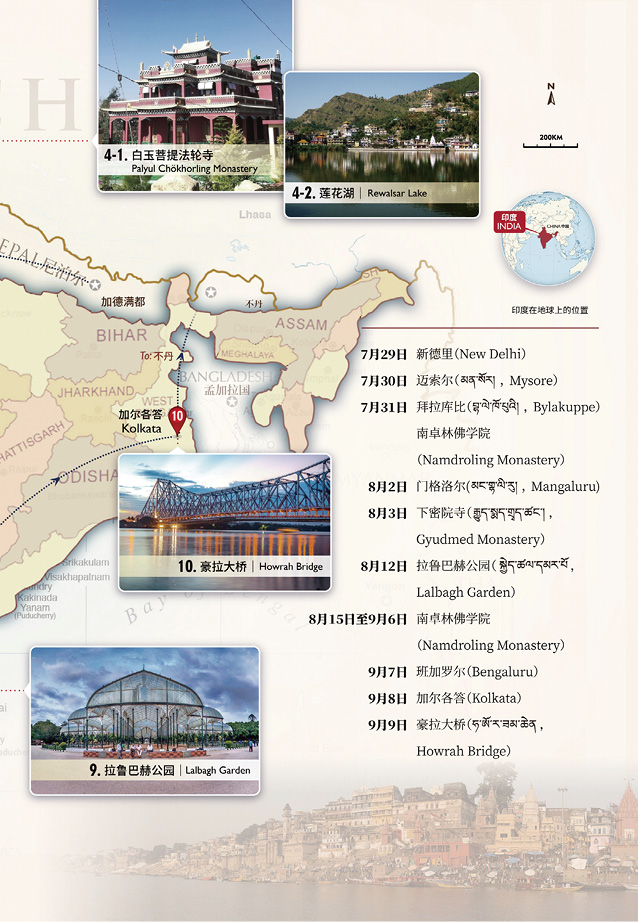 CH
4-1. 白玉菩提法轮寺
Palyul Chökhorling Monastery
4-2. 莲花湖 | Rewalsar Lake
N
200KM
印度
INDIA
CHINA 中国
印度在地球上的位置
Lhasa
NEPAL 尼泊尔
加德满都
不丹
SH
BIHAR
ASSAM
To: 不丹
MEGHALAYA
BANGLADESH
孟加拉国
JHARKHAND
WEST
加尔各答
Kolkata
10
HATTISGARH
ODISHA
10. 豪拉大桥 | Howrah Bridge
Srikakulam
Visakhapatnam
Kakinada
Yanam
(Puducherry)
Bay of Bengal
9. 拉鲁巴赫公园 | Lalbagh Garden
7月29日 新德里（New Delhi）
7月30日 迈索尔（མན་སོར།，Mysore）
7月31日 拜拉库比（བྷ་ལེ་ཁོ་པུའི།，Bylakuppe）
南卓林佛学院
（Namdroling Monastery）
8月2日 门格洛尔（མང་གྷ་ལི་རུ།，Mangaluru）
8月3日 下密院寺（རྒྱུད་སྨད་གྲྭ་ཚང་།，
Gyudmed Monastery）
8月12日 拉鲁巴赫公园（སྐྱེད་ཚལ་དམར་པོ，
Lalbagh Garden）
8月15日至9月6日 南卓林佛学院
（Namdroling Monastery）
9月7日 班加罗尔（Bengaluru）
9月8日 加尔各答（Kolkata）
9月9日 豪拉大桥（ཧ་ཨོ་ར་ཟམ་ཆེན，
Howrah Bridge）